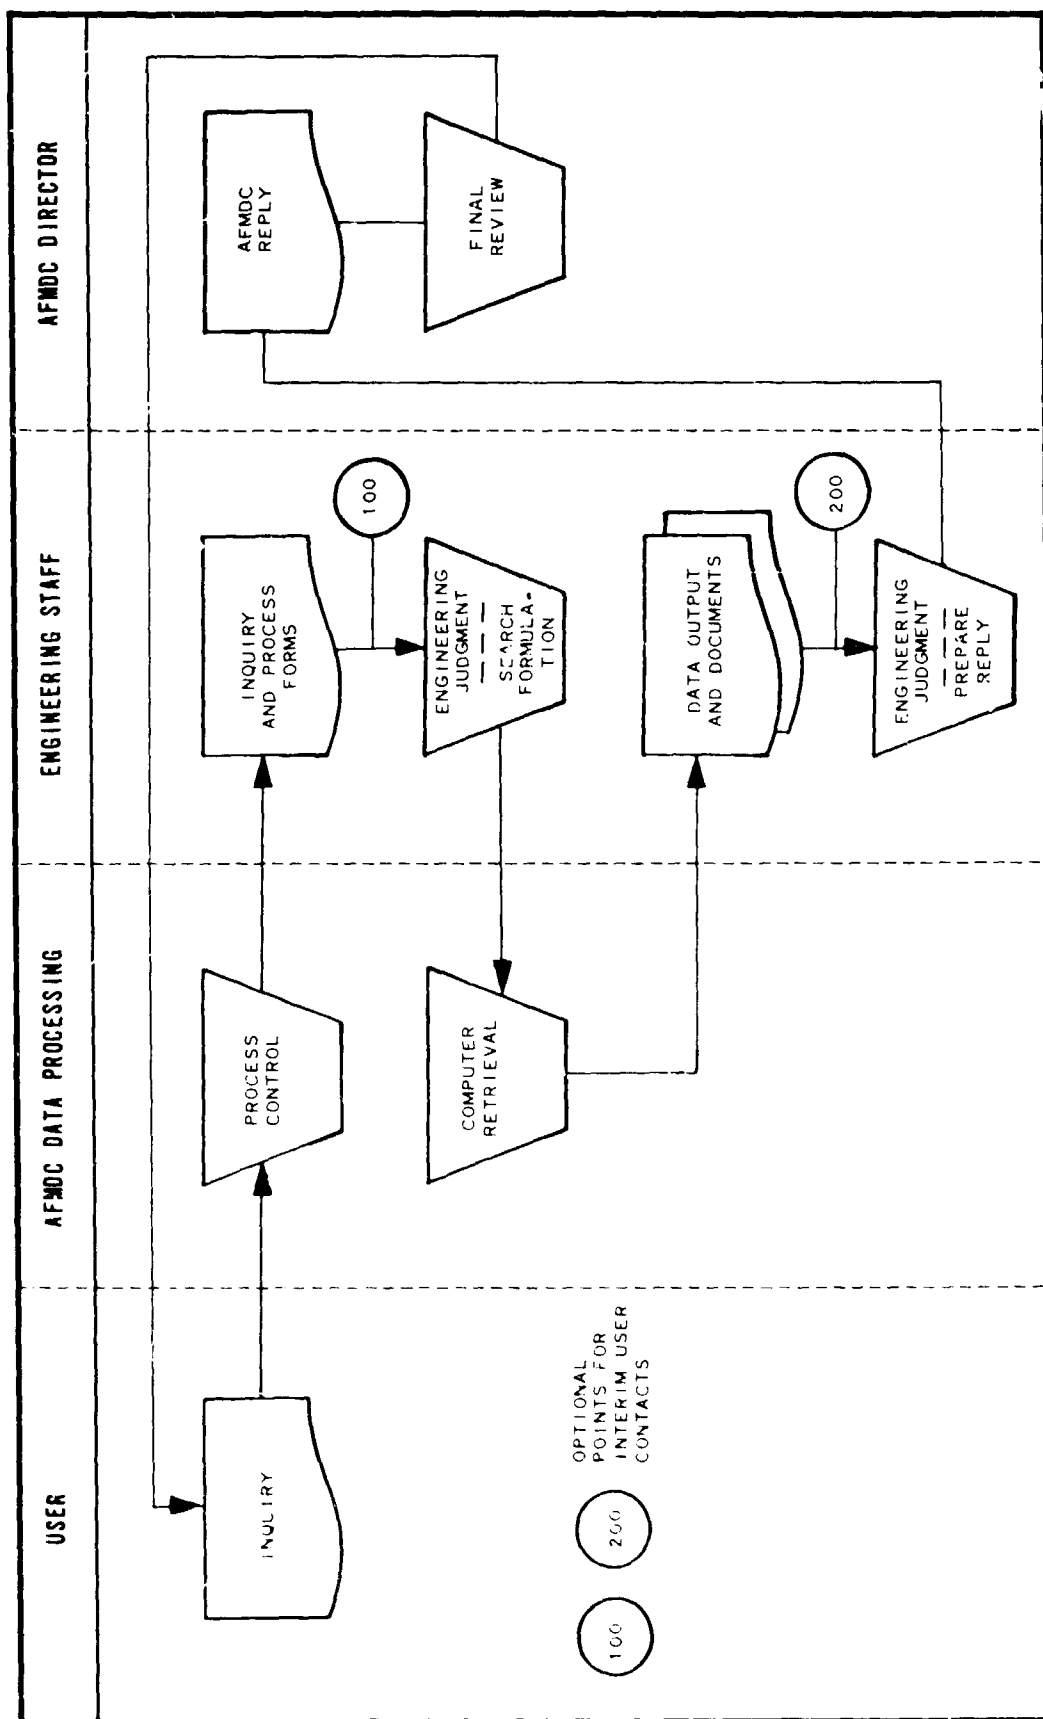 USER
AFMDC DATA PROCESSING
ENGINEERING STAFF
AFMDC DIRECTOR
INQUIRY
PROCESS
CONTROL
INQUIRY
AND PROCESS
FORMS
AFMDC
REPLY
100
COMPUTER
RETRIEVAL
ENGINEERING
JUDGMENT
SEARCH
FORMULA-
TION
FINAL
REVIEW
100
200
OPTIONAL
POINTS FOR
INTERIM USER
CONTACTS
DATA OUTPUT
AND DOCUMENTS
200
ENGINEERING
JUDGMENT
PREPARE
REPLY